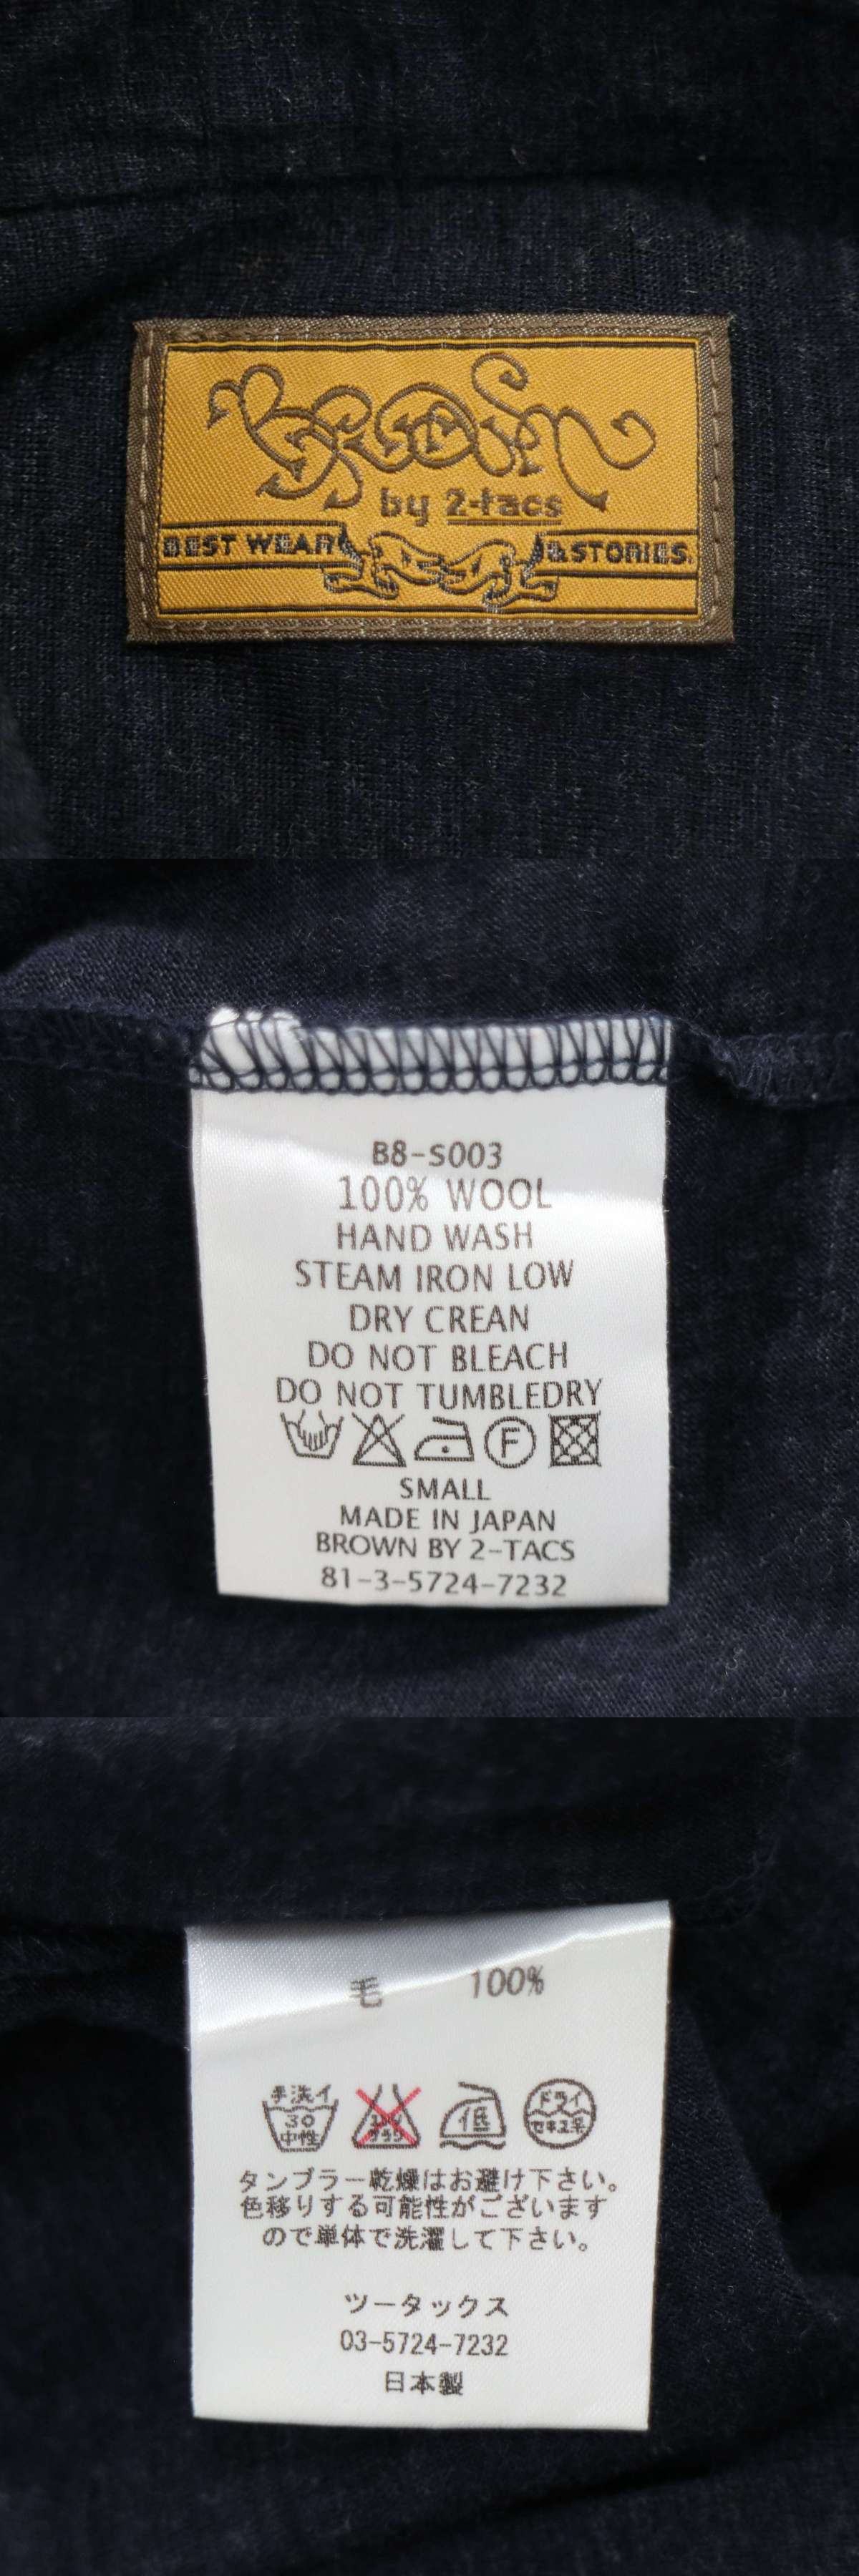 BROWN
by 2-tacs
BEST WEAR & STORIES.
B8-S003
100% WOOL
HAND WASH
STEAM IRON LOW
DRY CREAN
DO NOT BLEACH
DO NOT TUMBLEDRY
F
SMALL
MADE IN JAPAN
BROWN BY 2-TACS
81-3-5724-7232
毛 100%
手洗イ
30
中性
低
ドライ
セキユ系
タンブラー乾燥はお避け下さい。
色移りする可能性がございます
ので単体で洗濯して下さい。
ツータックス
03-5724-7232
日本製